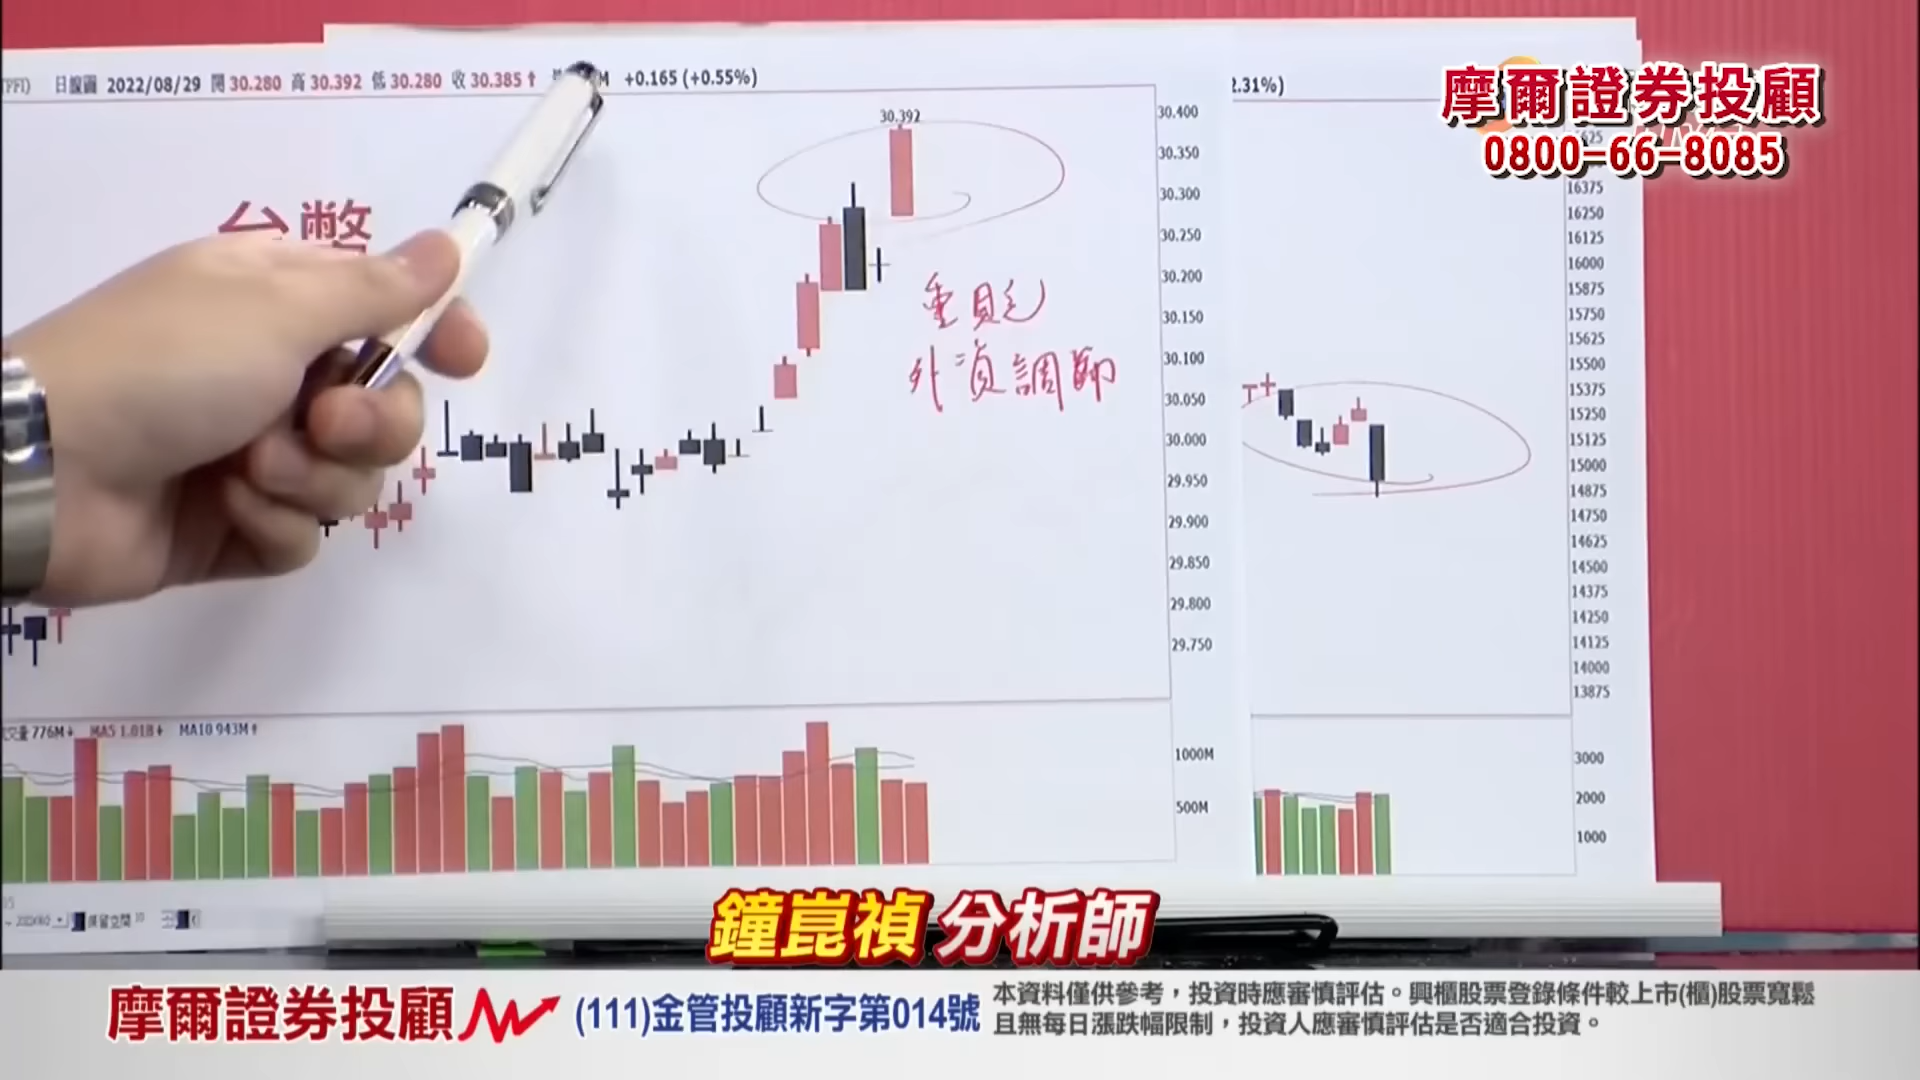 日線圖 2022/08/29 開 30.280 高 30.392 低 30.280 收 30.385↑ M +0.165 (+0.55%)
台幣
30.392
重貶
外資調節
30.400
30.350
30.300
30.250
30.200
30.150
30.100
30.050
30.000
29.950
29.900
29.850
29.800
29.750
776M↓ MA5 1.01B↓ MA10 943M↑
1000M
500M
保留空間
2.31%)
16375
16250
16125
16000
15875
15750
15625
15500
15375
15250
15125
15000
14875
14750
14625
14500
14375
14250
14125
14000
13875
3000
2000
1000
摩爾證券投顧
0800-66-8085
鐘崑禎 分析師
摩爾證券投顧
(111)金管投顧新字第014號
本資料僅供參考，投資時應審慎評估。興櫃股票登錄條件較上市(櫃)股票寬鬆
且無每日漲跌幅限制，投資人應審慎評估是否適合投資。